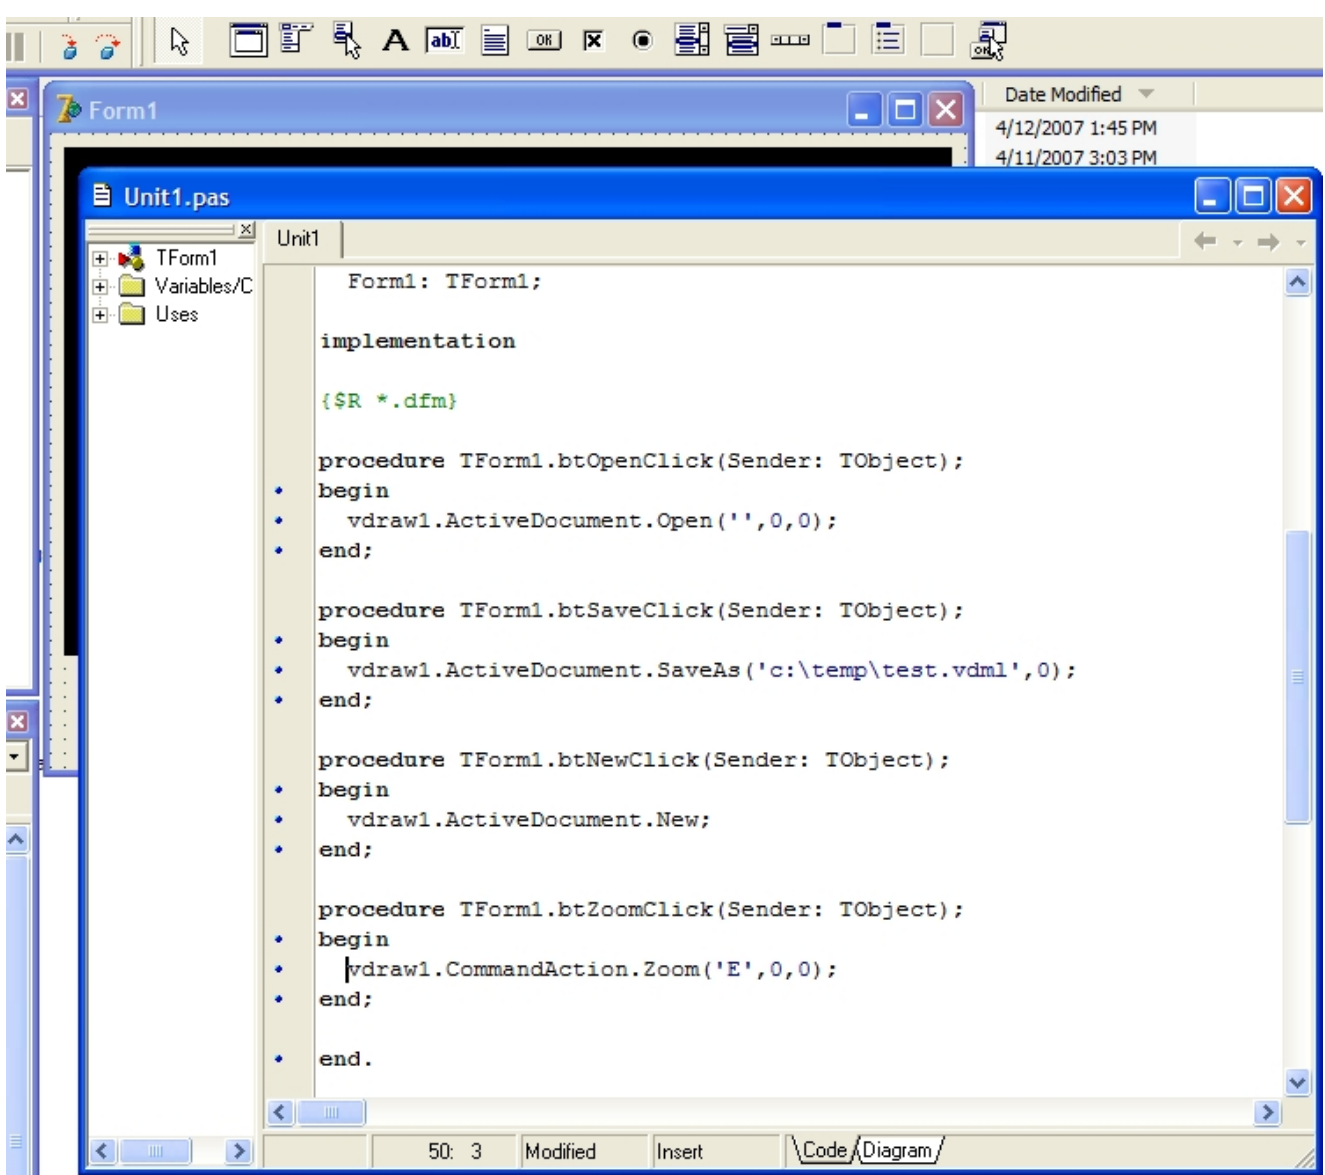 A ab OK
OK
Form1
Date Modified
4/12/2007 1:45 PM
4/11/2007 3:03 PM
Unit1.pas
Unit1
TForm1
Variables/C
Uses
Form1: TForm1;
implementation
{$R *.dfm}
procedure TForm1.btOpenClick(Sender: TObject);
begin
vdraw1.ActiveDocument.Open('',0,0);
end;
procedure TForm1.btSaveClick(Sender: TObject);
begin
vdraw1.ActiveDocument.SaveAs('c:\temp\test.vdml',0);
end;
procedure TForm1.btNewClick(Sender: TObject);
begin
vdraw1.ActiveDocument.New;
end;
procedure TForm1.btZoomClick(Sender: TObject);
begin
vdraw1.CommandAction.Zoom('E',0,0);
end;
end.
50: 3 Modified Insert Code Diagram